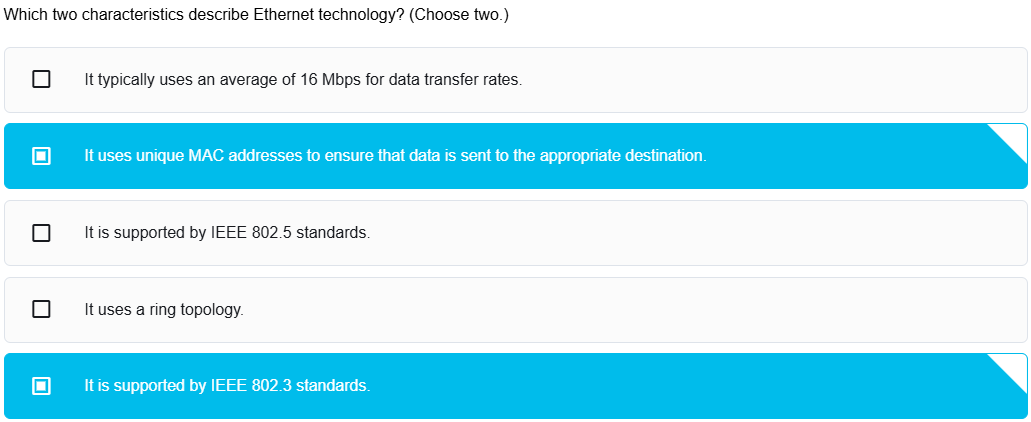 Which two characteristics describe Ethernet technology? (Choose two.)
It typically uses an average of 16 Mbps for data transfer rates.
It uses unique MAC addresses to ensure that data is sent to the appropriate destination.
It is supported by IEEE 802.5 standards.
It uses a ring topology.
It is supported by IEEE 802.3 standards.